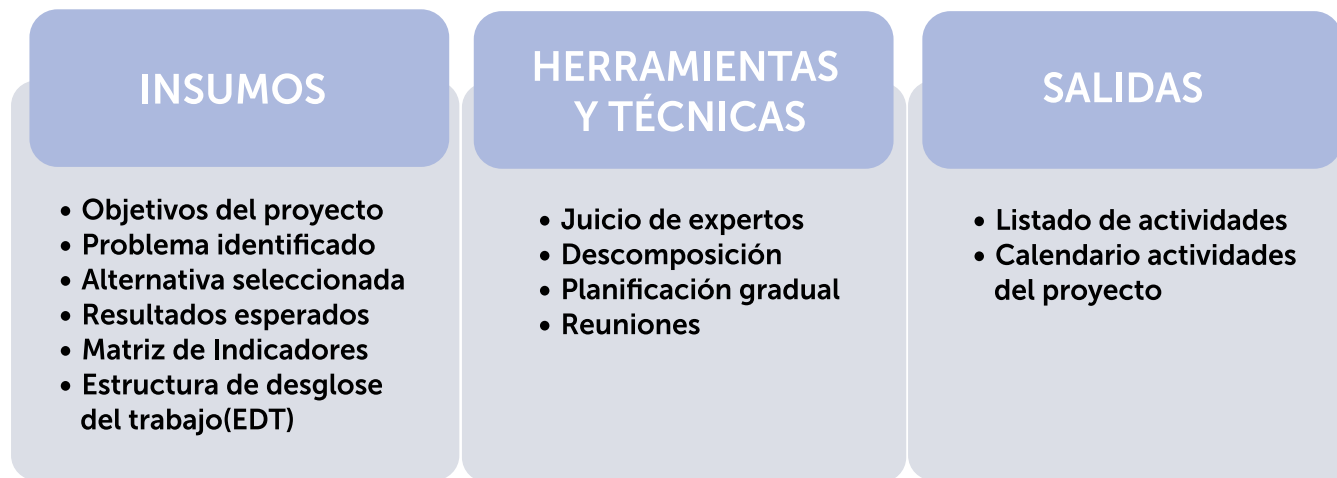 INSUMOS
• Objetivos del proyecto
• Problema identificado
• Alternativa seleccionada
• Resultados esperados
• Matriz de Indicadores
• Estructura de desglose
del trabajo(EDT)
HERRAMIENTAS
Y TÉCNICAS
• Juicio de expertos
• Descomposición
• Planificación gradual
• Reuniones
SALIDAS
• Listado de actividades
• Calendario actividades
del proyecto